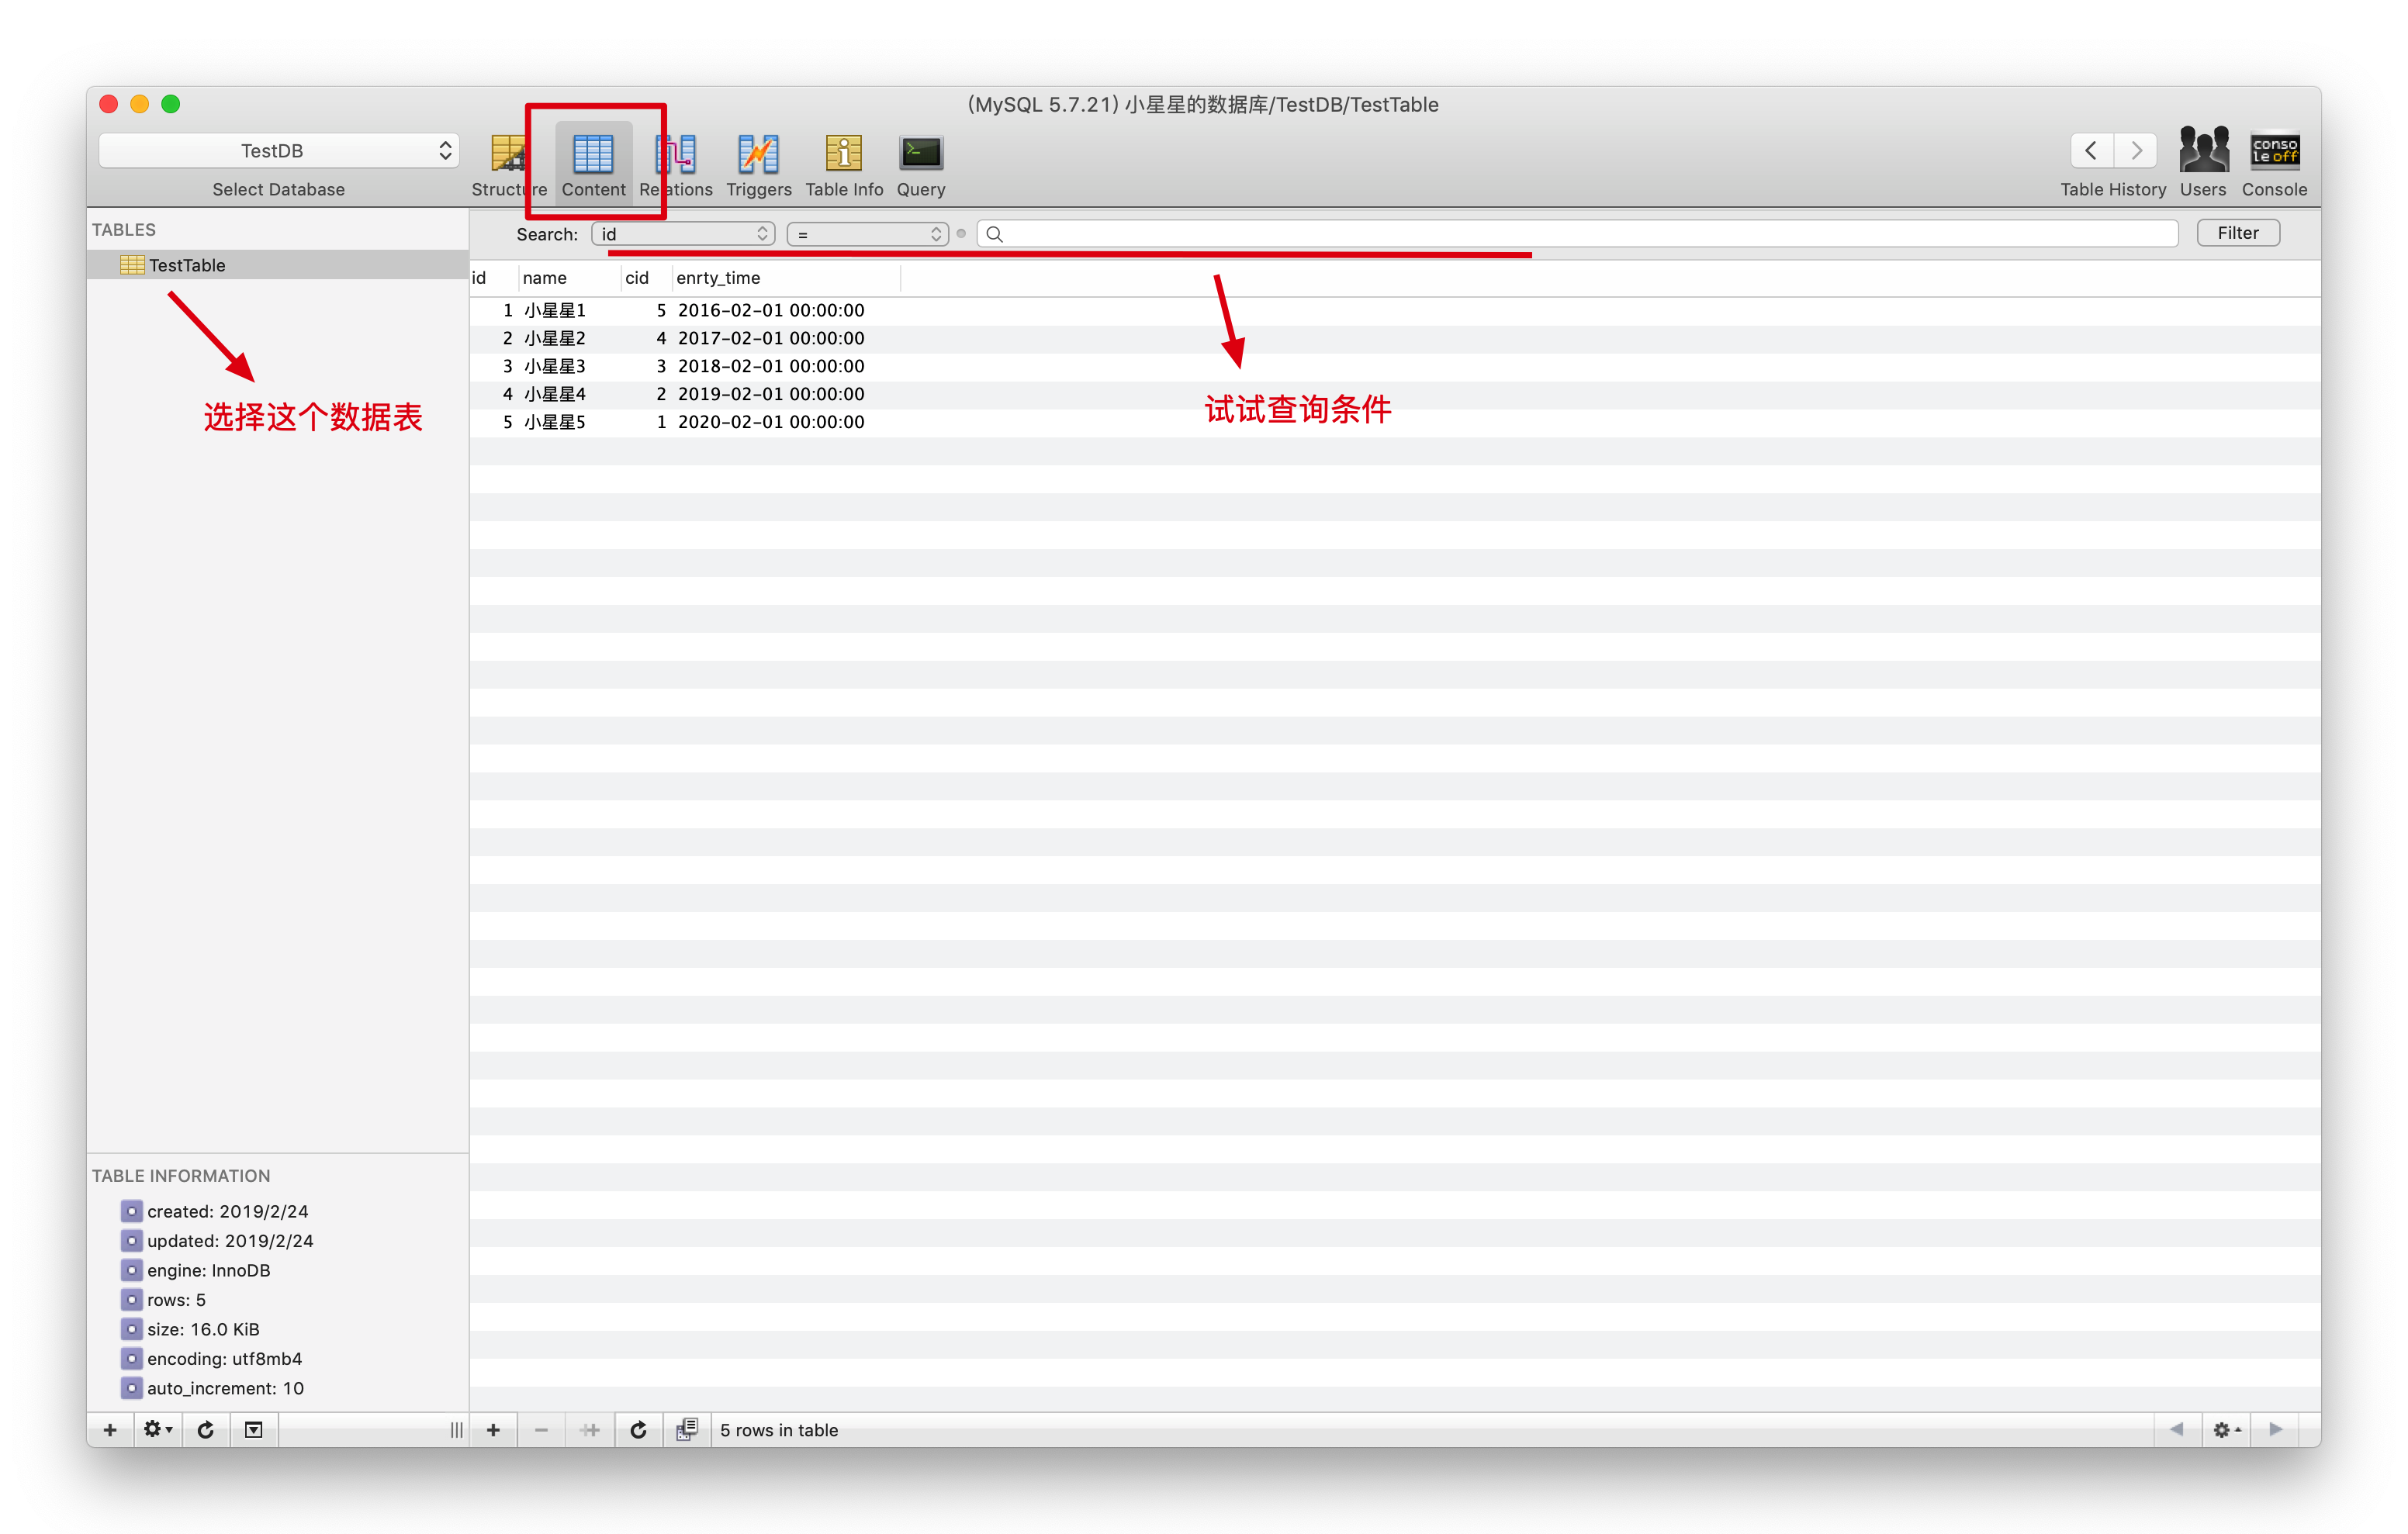 (MySQL 5.7.21) 小星星的数据库/TestDB/TestTable
TestDB
Select Database
Structure Content Relations Triggers Table Info Query
conso
le off
Table History Users Console
TABLES
TestTable
Search: id = Filter
id name cid enrty_time
1 小星星1 5 2016-02-01 00:00:00
2 小星星2 4 2017-02-01 00:00:00
3 小星星3 3 2018-02-01 00:00:00
4 小星星4 2 2019-02-01 00:00:00
5 小星星5 1 2020-02-01 00:00:00
选择这个数据表
试试查询条件
TABLE INFORMATION
created: 2019/2/24
updated: 2019/2/24
engine: InnoDB
rows: 5
size: 16.0 KiB
encoding: utf8mb4
auto_increment: 10
5 rows in table